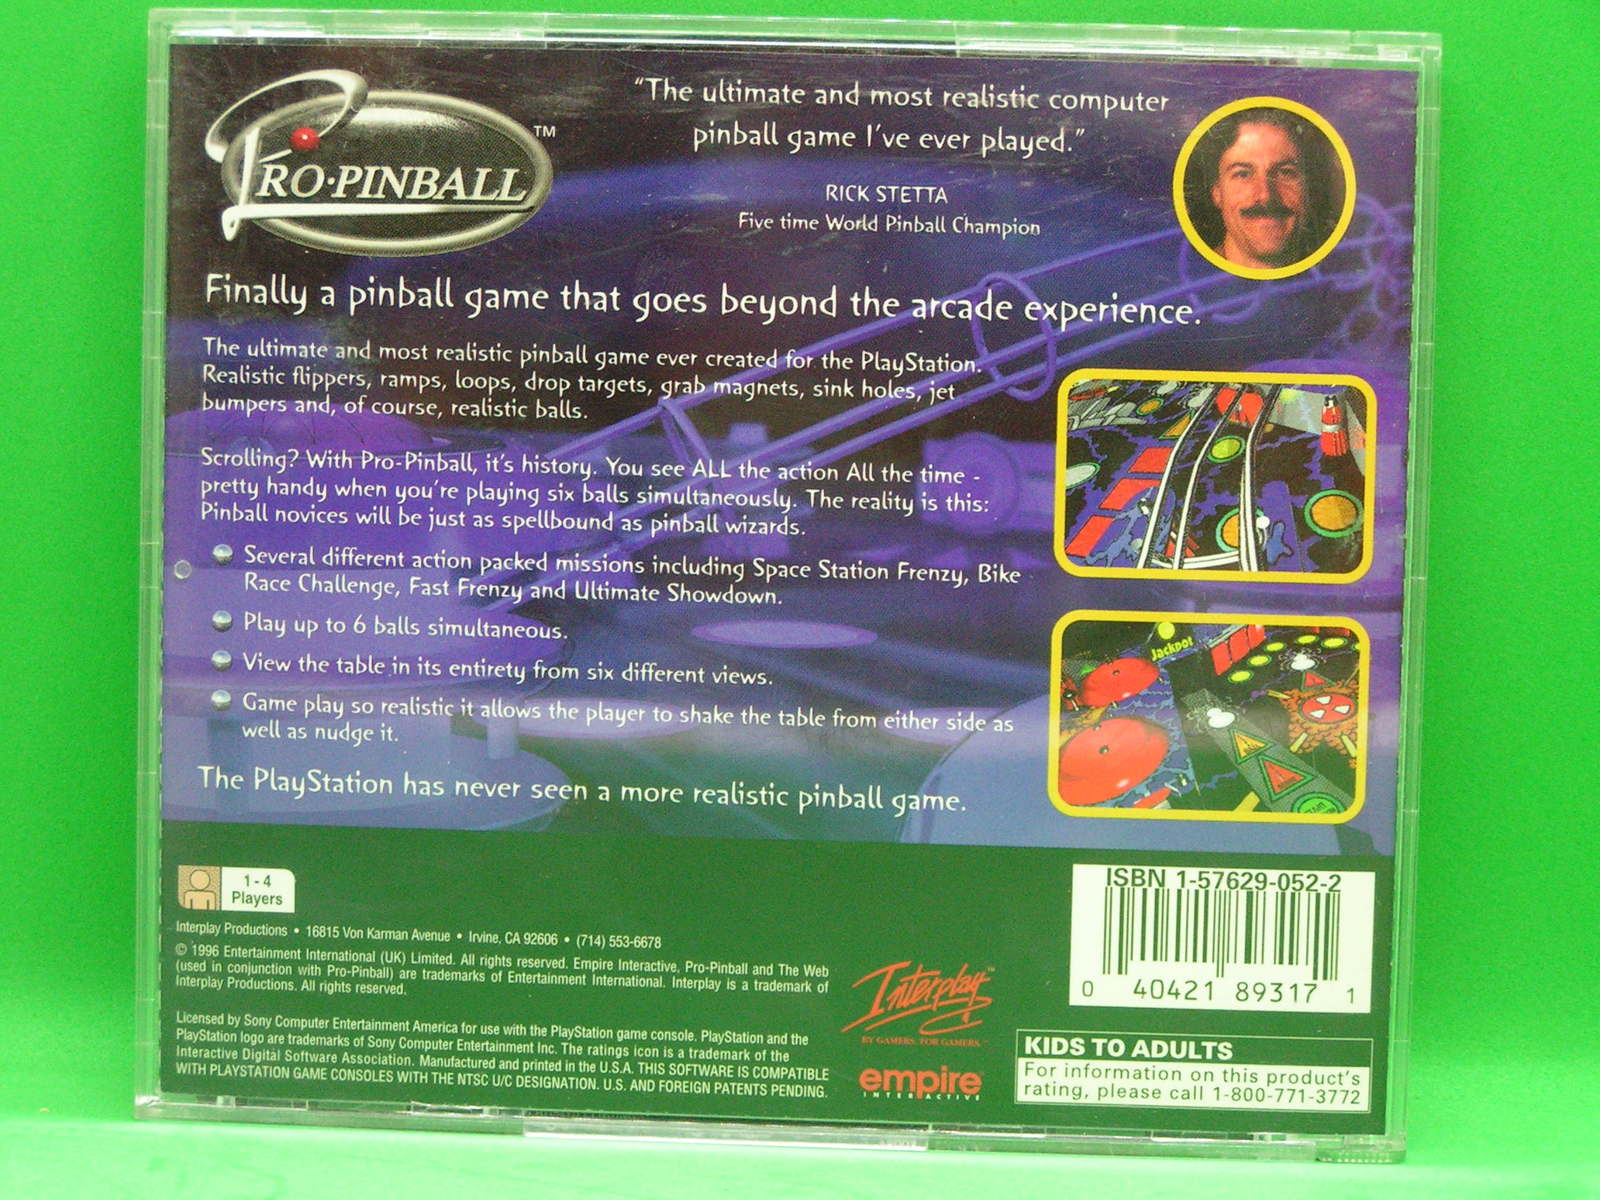 PRO·PINBALL ™
"The ultimate and most realistic computer
pinball game I've ever played."
RICK STETTA
Five time World Pinball Champion
Finally a pinball game that goes beyond the arcade experience.
The ultimate and most realistic pinball game ever created for the PlayStation.
Realistic flippers, ramps, loops, drop targets, grab magnets, sink holes, jet
bumpers and, of course, realistic balls.
Scrolling? With Pro-Pinball, it's history. You see ALL the action All the time -
pretty handy when you're playing six balls simultaneously. The reality is this:
Pinball novices will be just as spellbound as pinball wizards.
Several different action packed missions including Space Station Frenzy, Bike
Race Challenge, Fast Frenzy and Ultimate Showdown.
Play up to 6 balls simultaneous.
View the table in its entirety from six different views.
Game play so realistic it allows the player to shake the table from either side as
well as nudge it.
The PlayStation has never seen a more realistic pinball game.
Jackpot
1 - 4
Players
Interplay Productions • 16815 Von Karman Avenue • Irvine, CA 92606 • (714) 553-6678
© 1996 Entertainment International (UK) Limited. All rights reserved. Empire Interactive, Pro-Pinball and The Web
(used in conjunction with Pro-Pinball) are trademarks of Entertainment International. Interplay is a trademark of
Interplay Productions. All rights reserved.
Licensed by Sony Computer Entertainment America for use with the PlayStation game console. PlayStation and the
PlayStation logo are trademarks of Sony Computer Entertainment Inc. The ratings icon is a trademark of the
Interactive Digital Software Association. Manufactured and printed in the U.S.A. THIS SOFTWARE IS COMPATIBLE
WITH PLAYSTATION GAME CONSOLES WITH THE NTSC U/C DESIGNATION. U.S. AND FOREIGN PATENTS PENDING.
Interplay™
BY GAMERS. FOR GAMERS.™
empire
INTERACTIVE
ISBN 1-57629-052-2
0 40421 89317 1
KIDS TO ADULTS
For information on this product's
rating, please call 1-800-771-3772